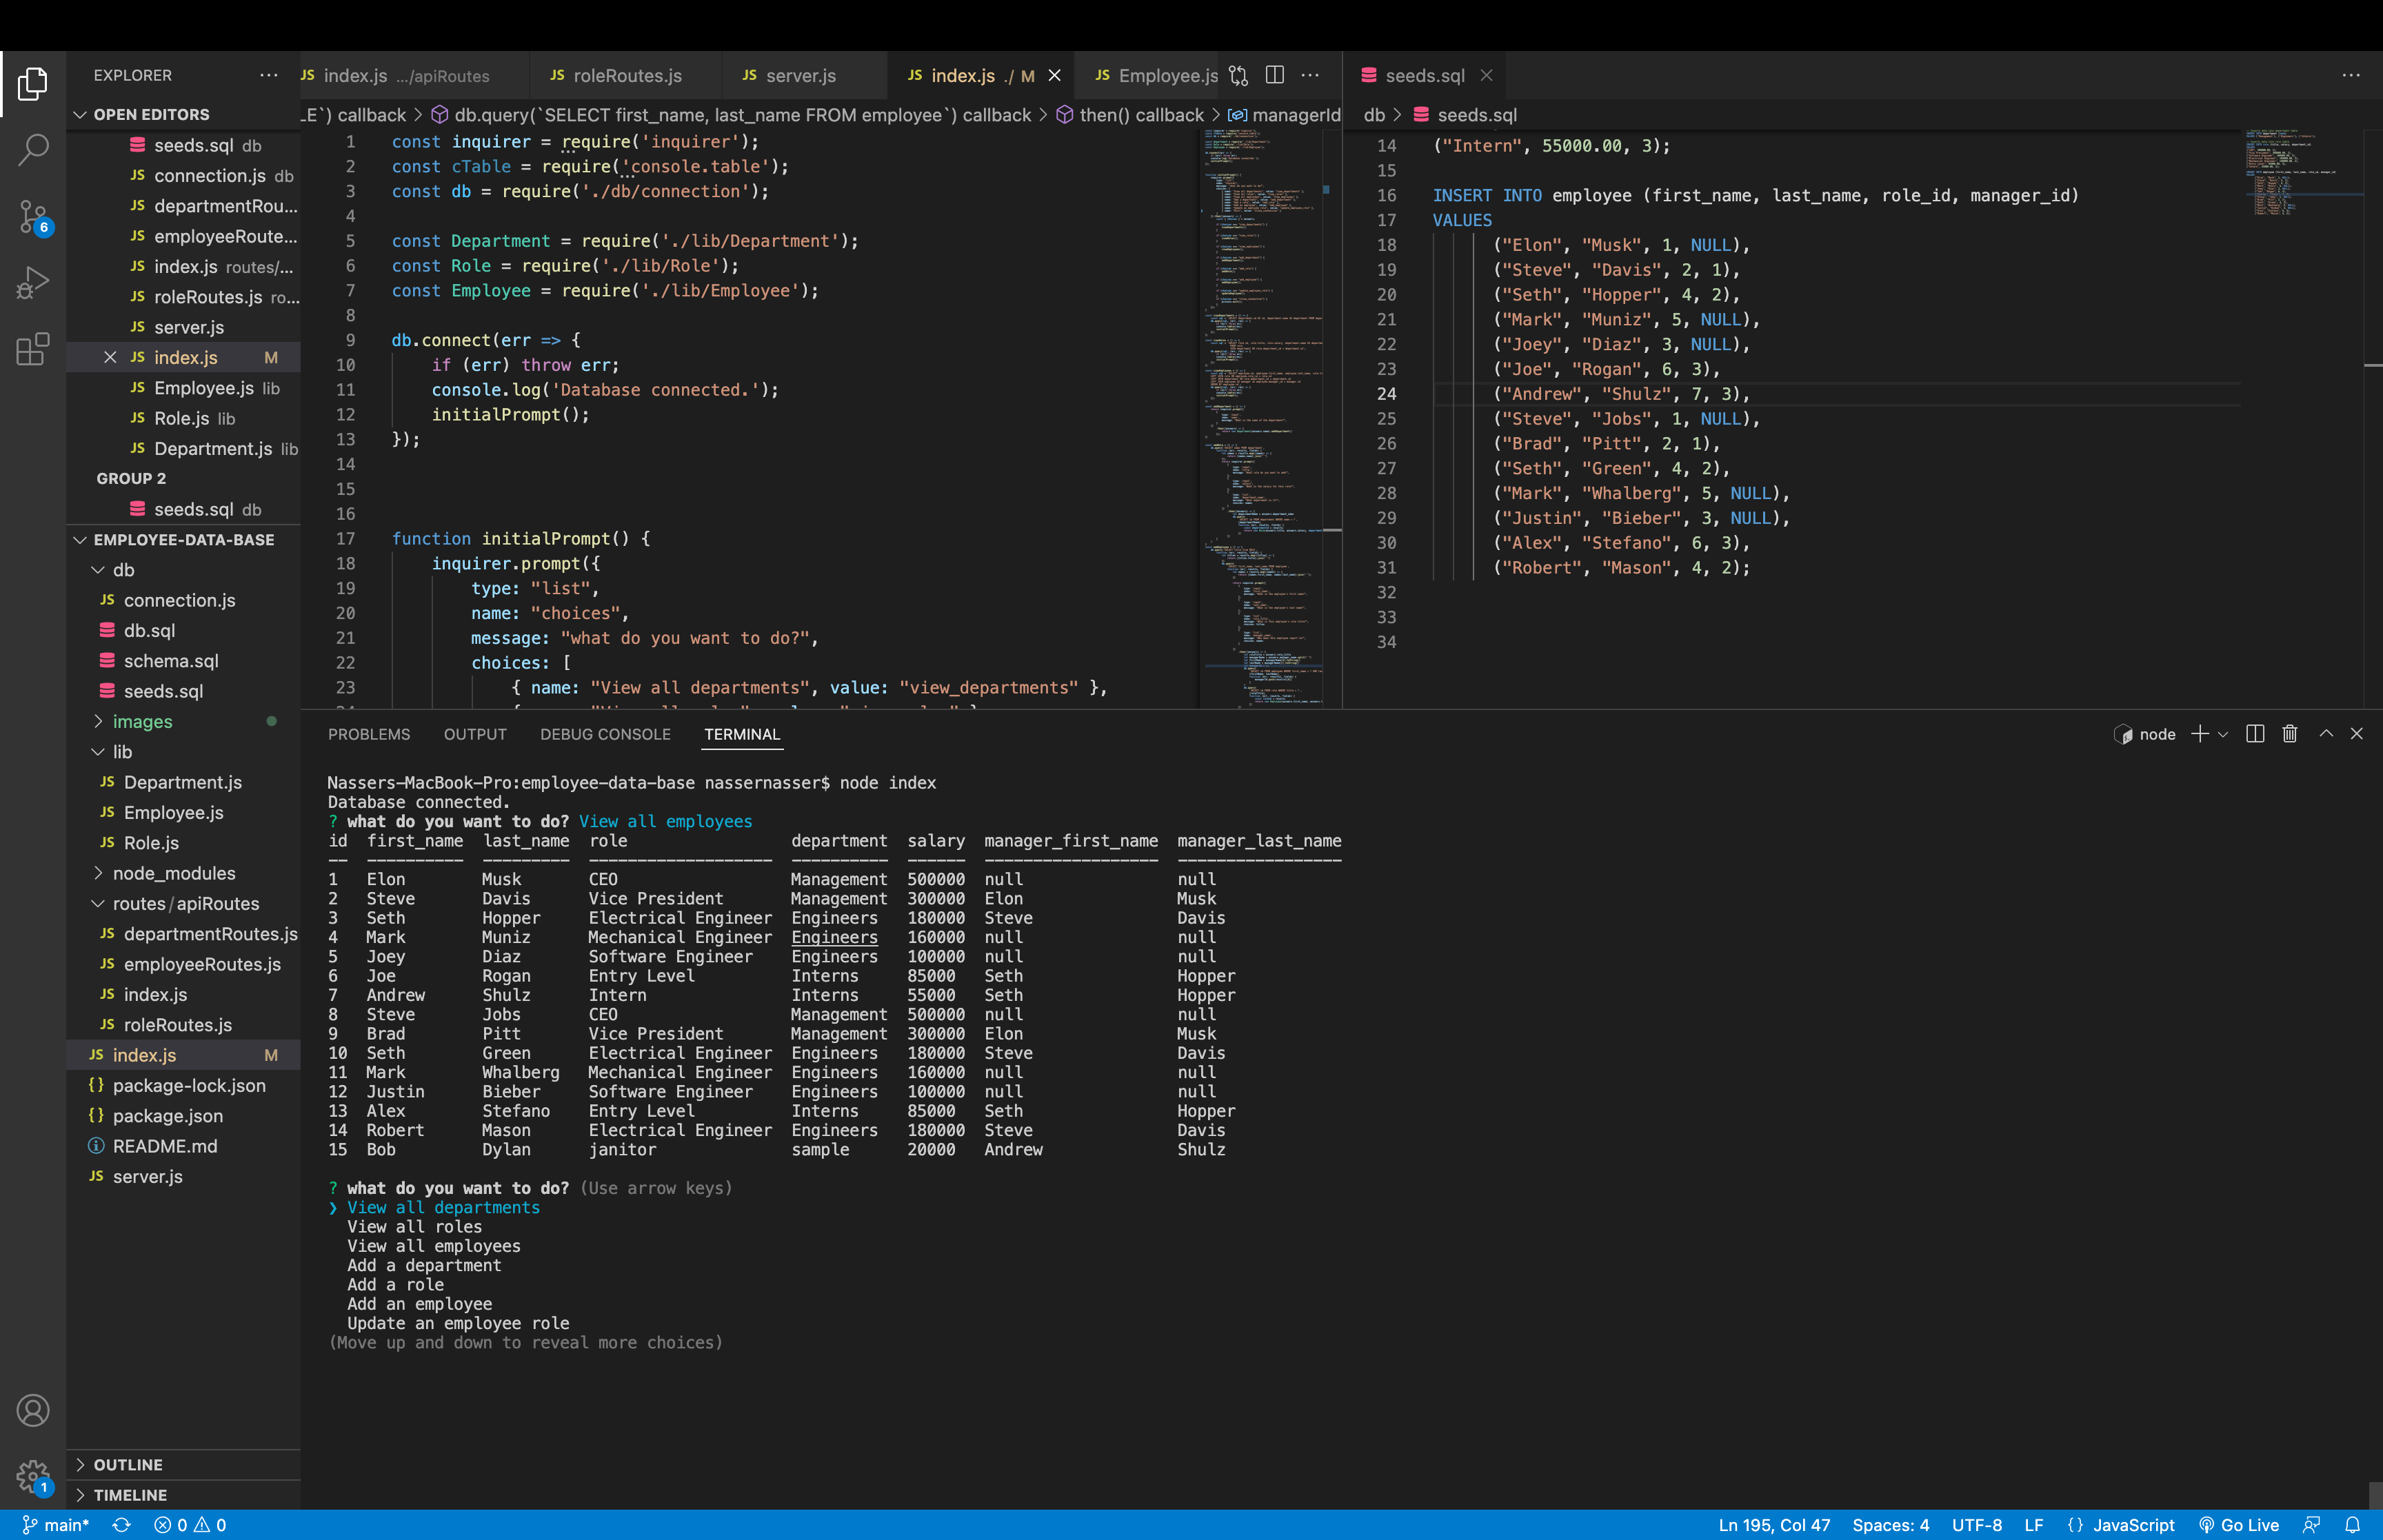 EXPLORER ···
OPEN EDITORS
seeds.sql db
connection.js db
departmentRou...
employeeRoute...
index.js routes/...
roleRoutes.js ro...
server.js
index.js M
Employee.js lib
Role.js lib
Department.js lib
GROUP 2
seeds.sql db
EMPLOYEE-DATA-BASE
db
connection.js
db.sql
schema.sql
seeds.sql
images
lib
Department.js
Employee.js
Role.js
node_modules
routes/apiRoutes
departmentRoutes.js
employeeRoutes.js
index.js
roleRoutes.js
index.js M
package-lock.json
package.json
README.md
server.js
OUTLINE
TIMELINE
6
1
JS index.js .../apiRoutes JS roleRoutes.js JS server.js JS index.js ./ M JS Employee.js
LE`) callback > db.query(`SELECT first_name, last_name FROM employee`) callback > then() callback > managerId
1 const inquirer = require('inquirer');
2 const cTable = require('console.table');
3 const db = require('./db/connection');
4
5 const Department = require('./lib/Department');
6 const Role = require('./lib/Role');
7 const Employee = require('./lib/Employee');
8
9 db.connect(err => {
10 if (err) throw err;
11 console.log('Database connected.');
12 initialPrompt();
13 });
14
15
16
17 function initialPrompt() {
18 inquirer.prompt({
19 type: "list",
20 name: "choices",
21 message: "what do you want to do?",
22 choices: [
23 { name: "View all departments", value: "view_departments" },
seeds.sql
db > seeds.sql
14 ("Intern", 55000.00, 3);
15
16 INSERT INTO employee (first_name, last_name, role_id, manager_id)
17 VALUES
18 ("Elon", "Musk", 1, NULL),
19 ("Steve", "Davis", 2, 1),
20 ("Seth", "Hopper", 4, 2),
21 ("Mark", "Muniz", 5, NULL),
22 ("Joey", "Diaz", 3, NULL),
23 ("Joe", "Rogan", 6, 3),
24 ("Andrew", "Shulz", 7, 3),
25 ("Steve", "Jobs", 1, NULL),
26 ("Brad", "Pitt", 2, 1),
27 ("Seth", "Green", 4, 2),
28 ("Mark", "Whalberg", 5, NULL),
29 ("Justin", "Bieber", 3, NULL),
30 ("Alex", "Stefano", 6, 3),
31 ("Robert", "Mason", 4, 2);
32
33
34
PROBLEMS OUTPUT DEBUG CONSOLE TERMINAL node
Nassers-MacBook-Pro:employee-data-base nassernasser$ node index
Database connected.
? what do you want to do? View all employees
id first_name last_name role department salary manager_first_name manager_last_name
-- ---------- --------- ------------------- ---------- ------ ------------------ -----------------
1 Elon Musk CEO Management 500000 null null
2 Steve Davis Vice President Management 300000 Elon Musk
3 Seth Hopper Electrical Engineer Engineers 180000 Steve Davis
4 Mark Muniz Mechanical Engineer Engineers 160000 null null
5 Joey Diaz Software Engineer Engineers 100000 null null
6 Joe Rogan Entry Level Interns 85000 Seth Hopper
7 Andrew Shulz Intern Interns 55000 Seth Hopper
8 Steve Jobs CEO Management 500000 null null
9 Brad Pitt Vice President Management 300000 Elon Musk
10 Seth Green Electrical Engineer Engineers 180000 Steve Davis
11 Mark Whalberg Mechanical Engineer Engineers 160000 null null
12 Justin Bieber Software Engineer Engineers 100000 null null
13 Alex Stefano Entry Level Interns 85000 Seth Hopper
14 Robert Mason Electrical Engineer Engineers 180000 Steve Davis
15 Bob Dylan janitor sample 20000 Andrew Shulz
? what do you want to do? (Use arrow keys)
❯ View all departments
View all roles
View all employees
Add a department
Add a role
Add an employee
Update an employee role
(Move up and down to reveal more choices)
main* 0 0 Ln 195, Col 47 Spaces: 4 UTF-8 LF {} JavaScript Go Live